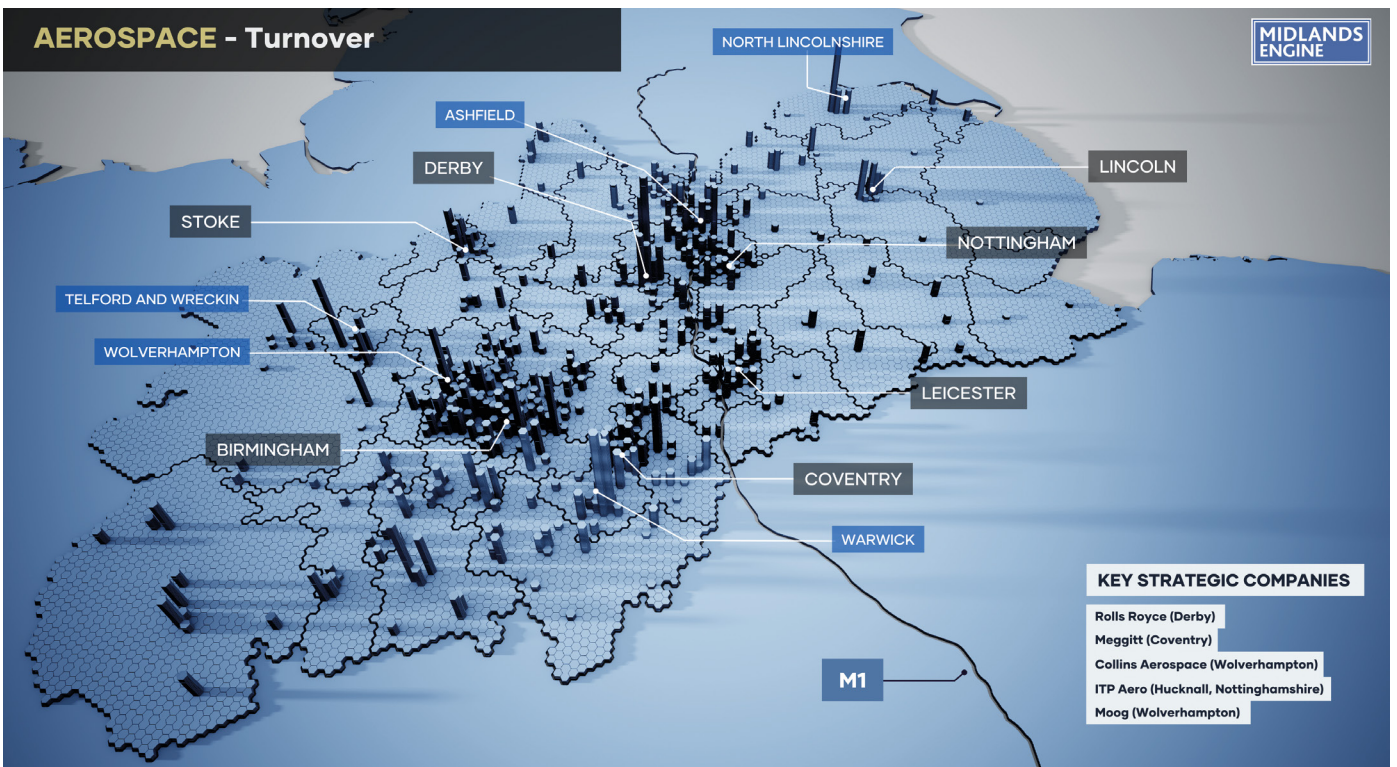 AEROSPACE - Turnover
MIDLANDS
ENGINE
NORTH LINCOLNSHIRE
ASHFIELD
DERBY
LINCOLN
STOKE
NOTTINGHAM
TELFORD AND WRECKIN
WOLVERHAMPTON
LEICESTER
BIRMINGHAM
COVENTRY
WARWICK
KEY STRATEGIC COMPANIES
Rolls Royce (Derby)
Meggitt (Coventry)
Collins Aerospace (Wolverhampton)
ITP Aero (Hucknall, Nottinghamshire)
Moog (Wolverhampton)
M1